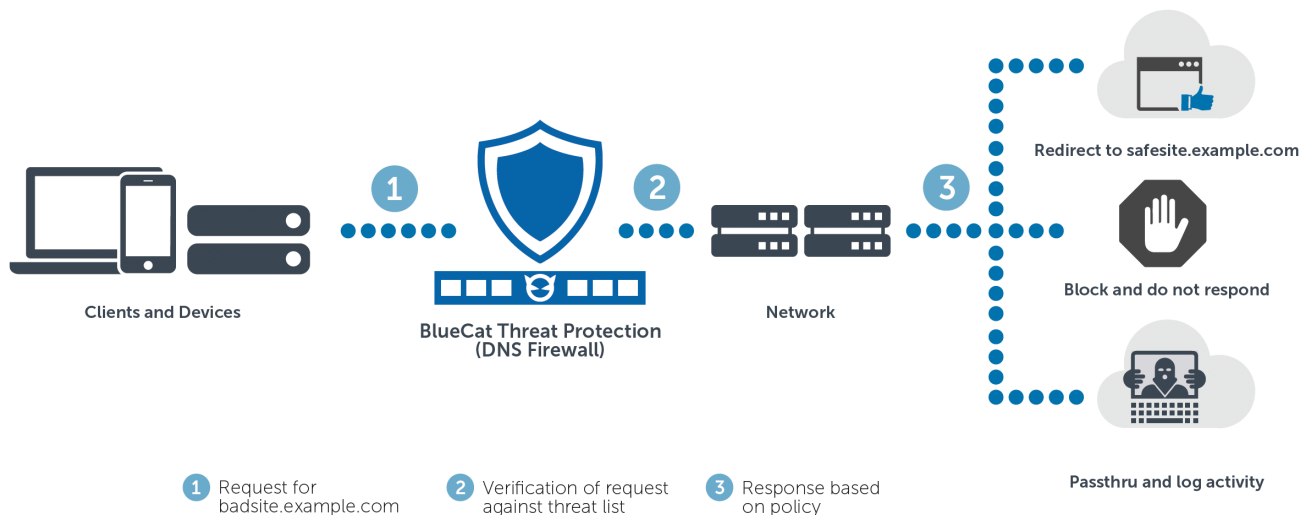 1
2
3
Redirect to safesite.example.com
Block and do not respond
Clients and Devices
BlueCat Threat Protection
(DNS Firewall)
Network
Passthru and log activity
1 Request for
badsite.example.com
2 Verification of request
against threat list
3 Response based
on policy